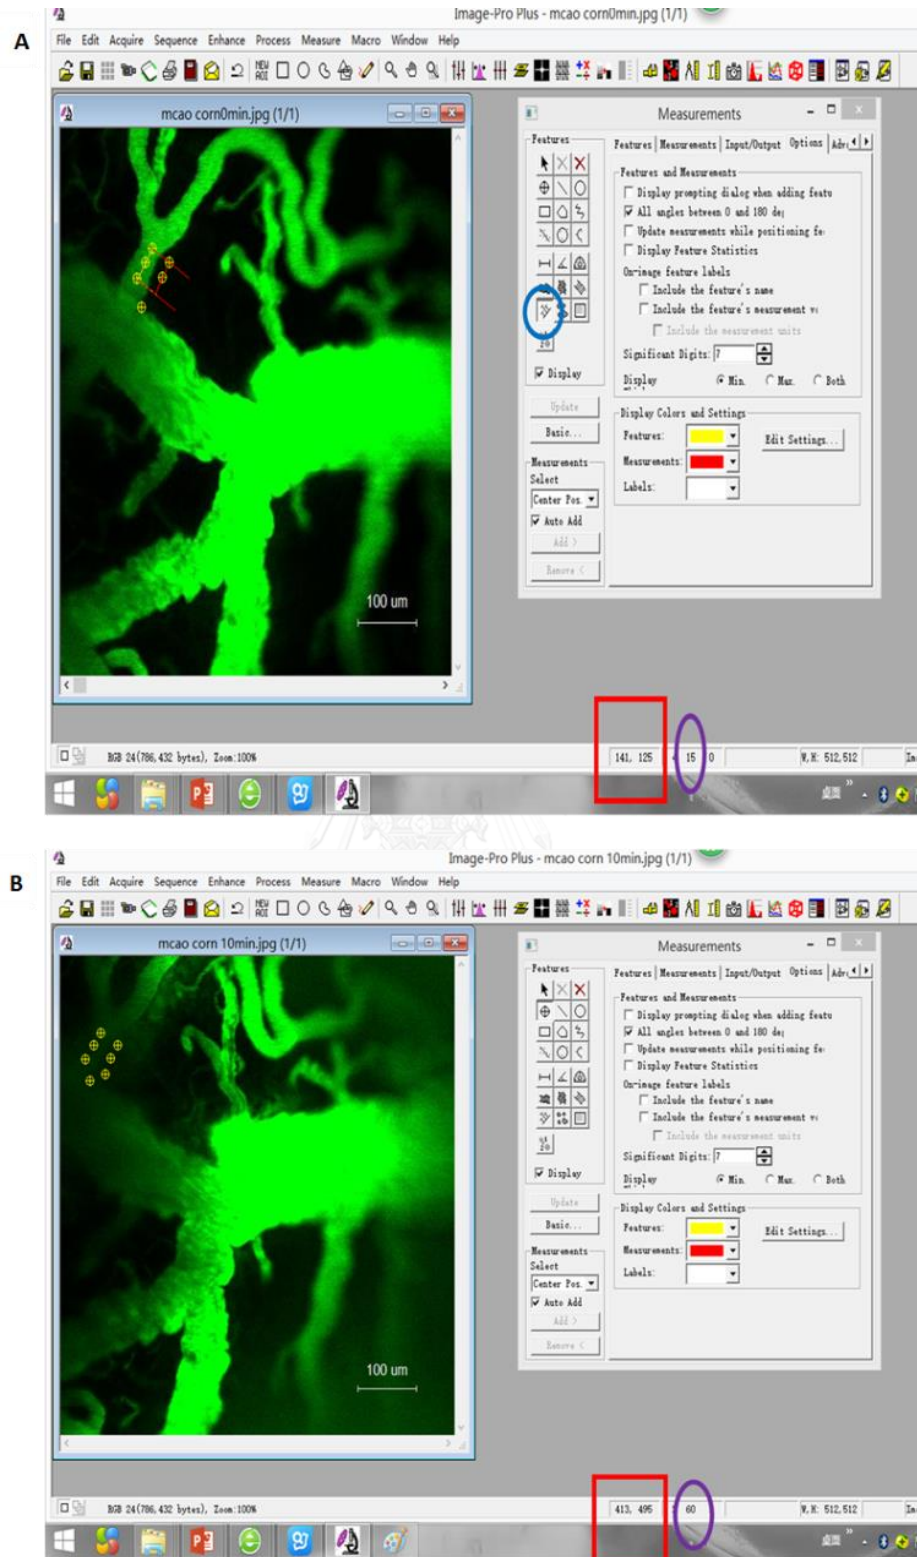 Image-Pro Plus - mcao corn0min.jpg (1/1)
A
File Edit Acquire Sequence Enhance Process Measure Macro Window Help
NEW AOI
mcao corn0min.jpg (1/1)
Measurements
Features
Features Measurements Input/Output Options
Features and Measurements
Display prompting dialog when adding featu
All angles between 0 and 180 de
Update measurements while positioning fe
Display Feature Statistics
On-image feature labels
Include the feature's name
Include the feature's measurement v
Include the measurement units
Significant Digits: 7
Display
Display Min. Max. Both
Update
Basic...
Display Colors and Settings
Features:
Edit Settings...
Measurements
Measurements:
Select
Center Pos.
Labels:
Auto Add
Add >
Remove <
100 um
RGB 24(786,432 bytes), Zoom:100%
141, 125
15
0
W,H: 512,512
桌面
Image-Pro Plus - mcao corn 10min.jpg (1/1)
B
File Edit Acquire Sequence Enhance Process Measure Macro Window Help
NEW AOI
mcao corn 10min.jpg (1/1)
Measurements
Features
Features Measurements Input/Output Options
Features and Measurements
Display prompting dialog when adding featu
All angles between 0 and 180 de
Update measurements while positioning fe
Display Feature Statistics
On-image feature labels
Include the feature's name
Include the feature's measurement v
Include the measurement units
Significant Digits: 7
Display
Display Min. Max. Both
Update
Basic...
Display Colors and Settings
Features:
Edit Settings...
Measurements
Measurements:
Select
Center Pos.
Labels:
Auto Add
Add >
Remove <
100 um
RGB 24(786,432 bytes), Zoom:100%
413, 495
60
W,H: 512,512
桌面